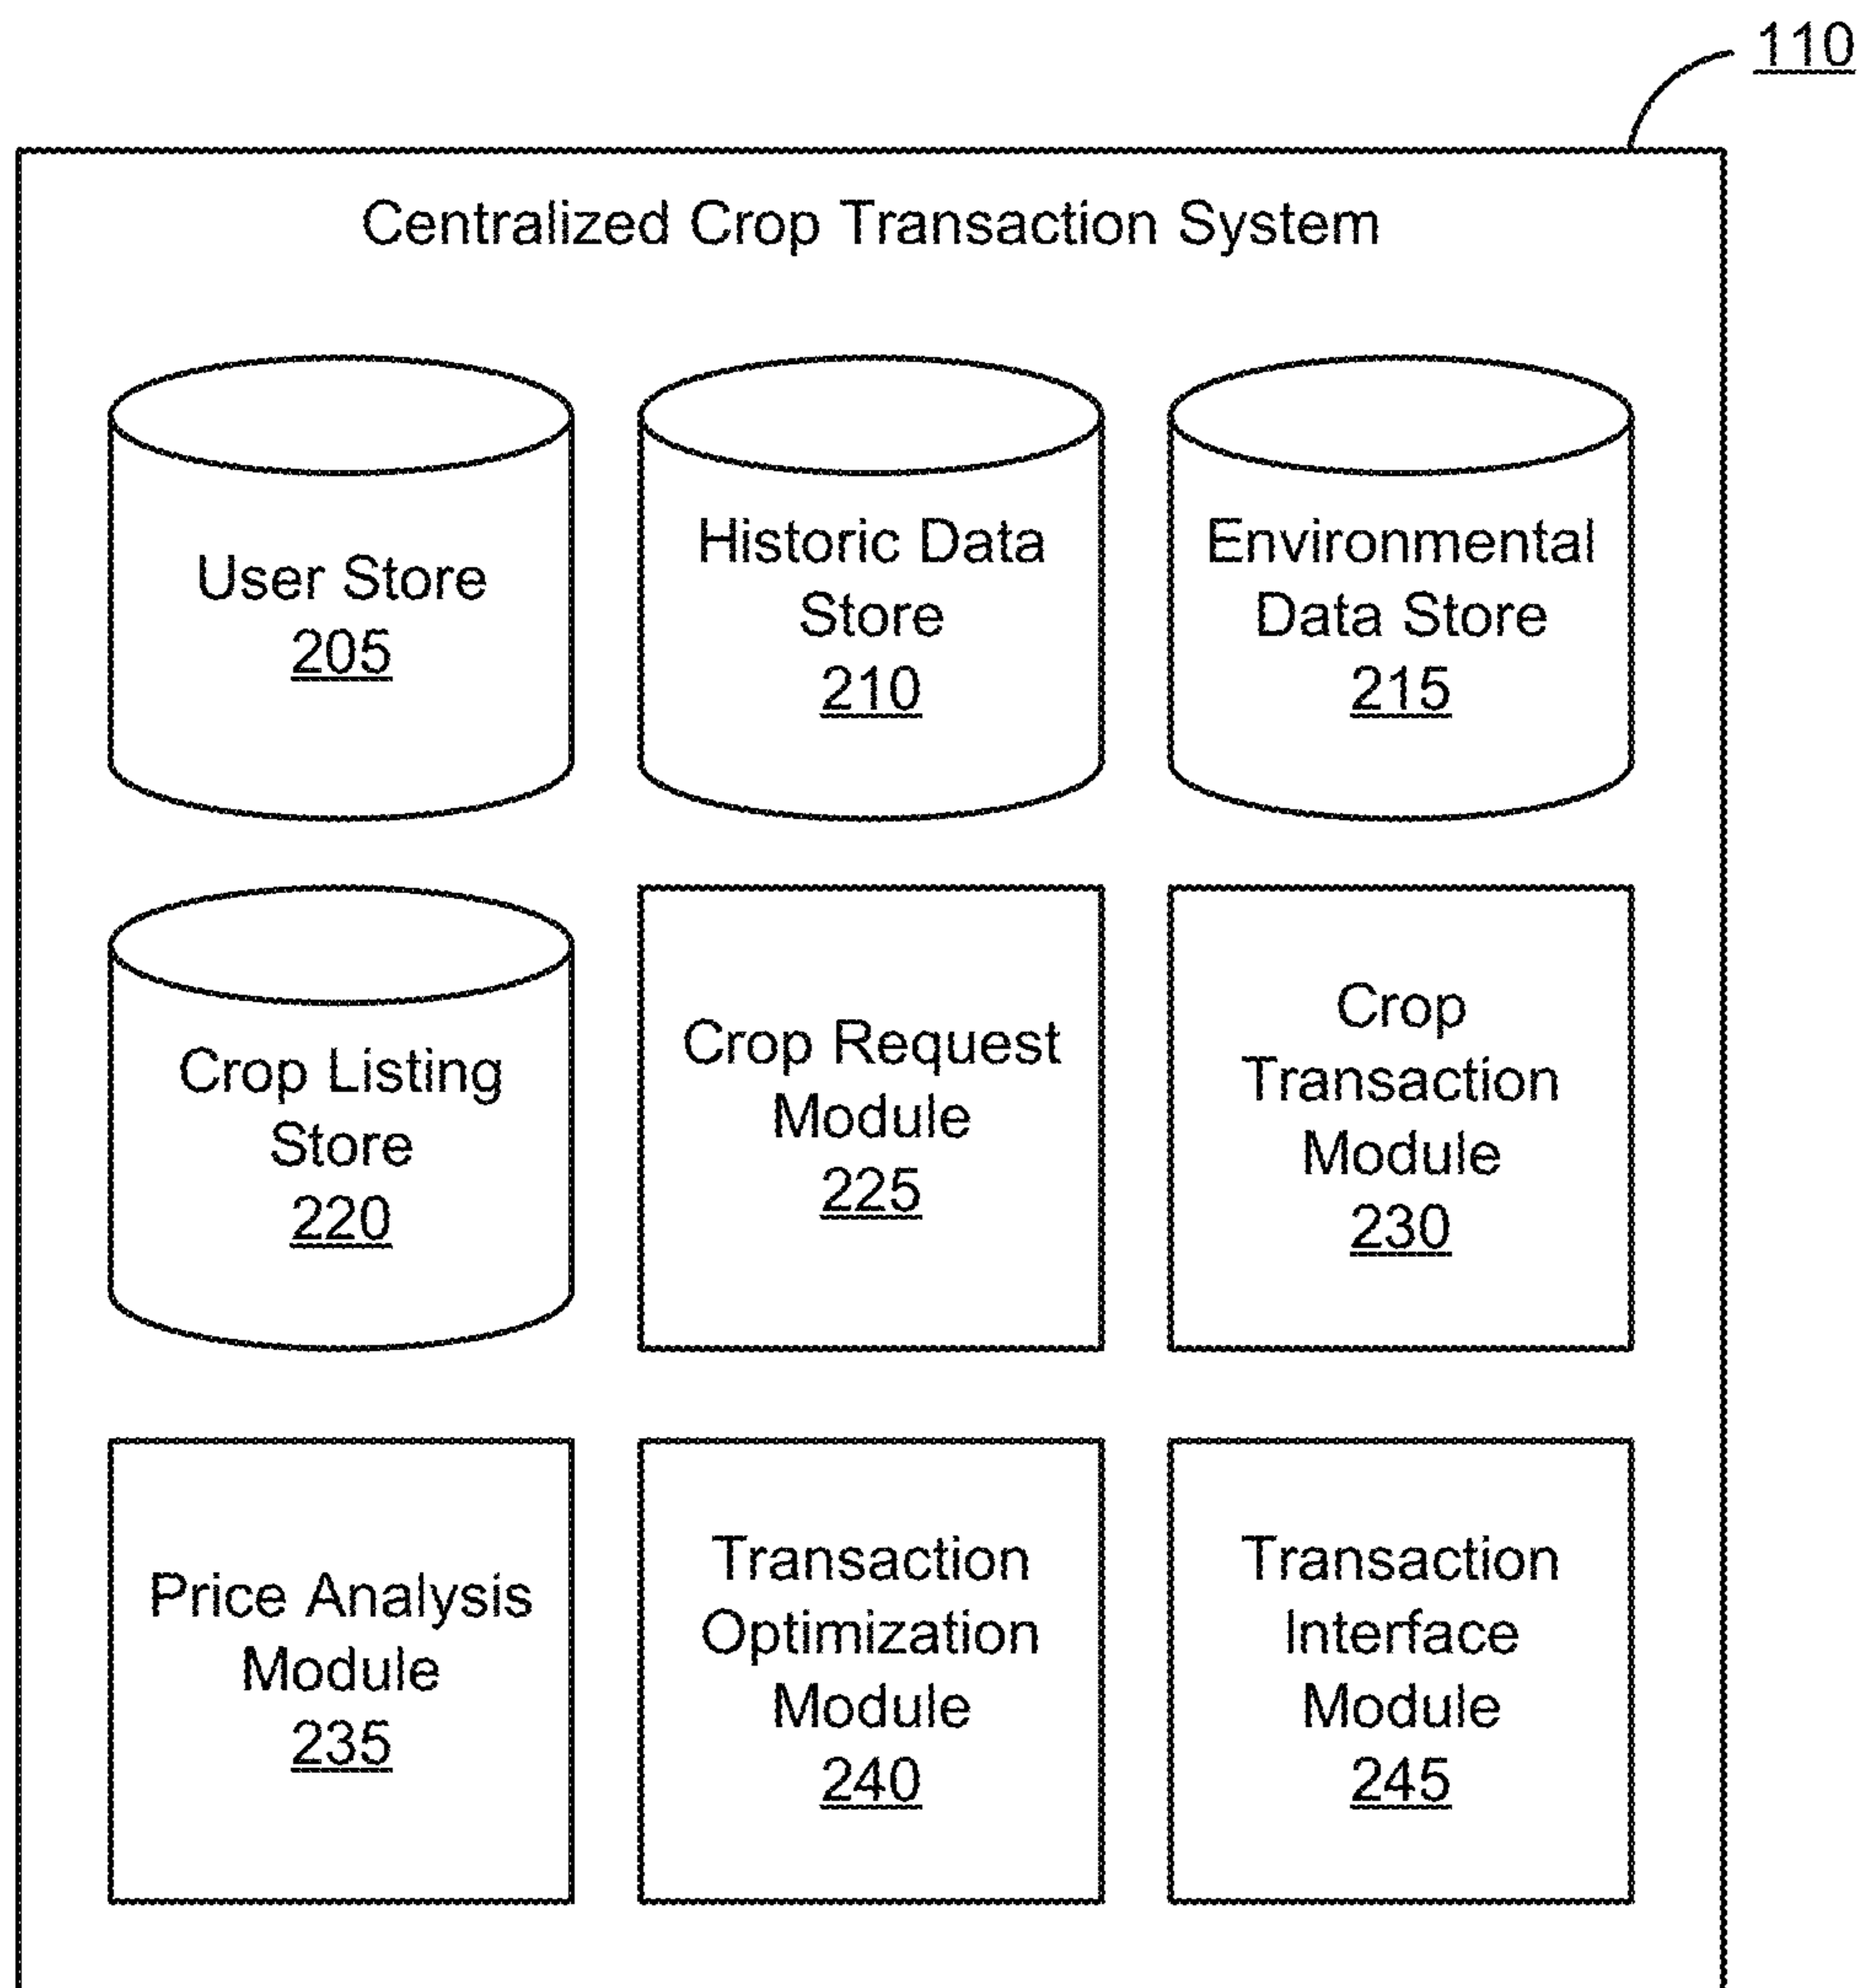 110
Centralized Crop Transaction System
User Store
205
Historic Data
Store
210
Environmental
Data Store
215
Crop Listing
Store
220
Crop Request
Module
225
Crop
Transaction
Module
230
Price Analysis
Module
235
Transaction
Optimization
Module
240
Transaction
Interface
Module
245